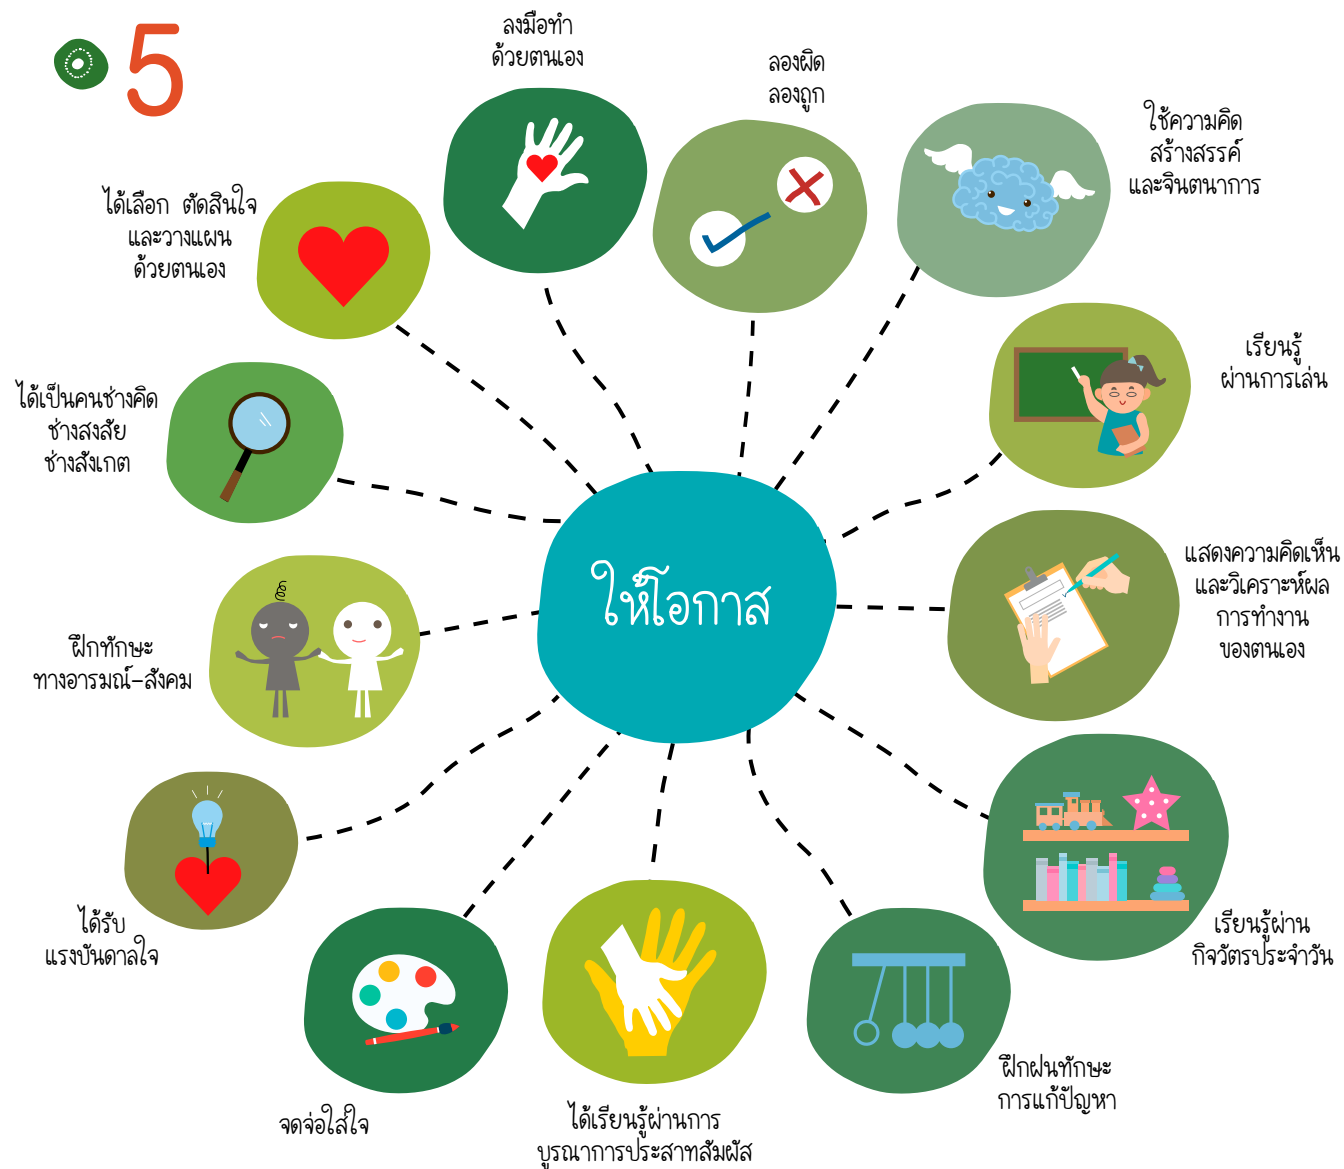 5
ลงมือทำ
ด้วยตนเอง
ลองผิด
ลองถูก
ใช้ความคิด
สร้างสรรค์
และจินตนาการ
เรียนรู้
ผ่านการเล่น
แสดงความคิดเห็น
และวิเคราะห์ผล
การทำงาน
ของตนเอง
เรียนรู้ผ่าน
กิจวัตรประจำวัน
ฝึกฝนทักษะ
การแก้ปัญหา
ได้เรียนรู้ผ่านการ
บูรณาการประสาทสัมผัส
จดจ่อใส่ใจ
ได้รับ
แรงบันดาลใจ
ฝึกทักษะ
ทางอารมณ์-สังคม
ได้เป็นคนช่างคิด
ช่างสงสัย
ช่างสังเกต
ได้เลือก ตัดสินใจ
และวางแผน
ด้วยตนเอง
ให้โอกาส